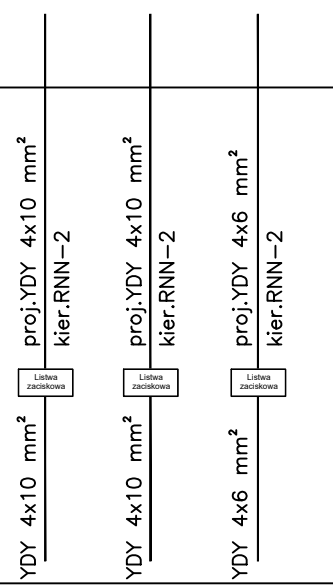 proj.YDY 4x10 mm²
kier.RNN-2
Listwa
zaciskowa
YDY 4x10 mm²
proj.YDY 4x10 mm²
kier.RNN-2
Listwa
zaciskowa
YDY 4x10 mm²
proj.YDY 4x6 mm²
kier.RNN-2
Listwa
zaciskowa
YDY 4x6 mm²